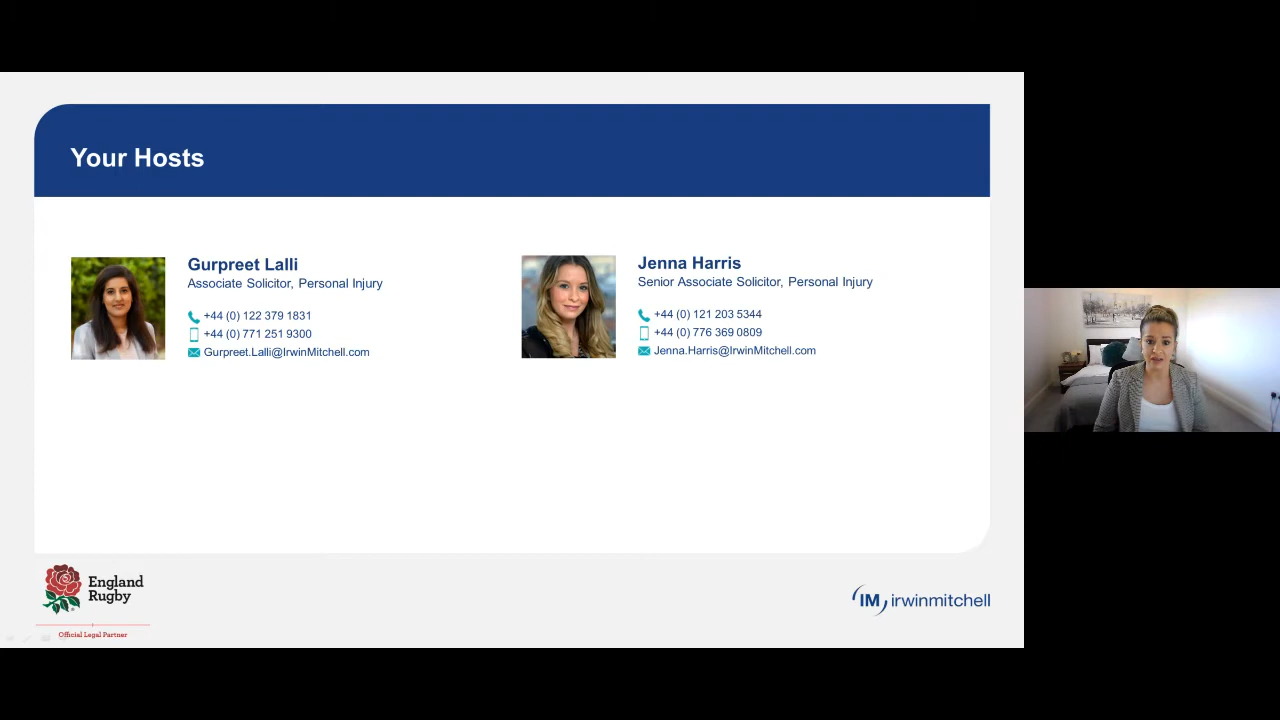 Your Hosts
Gurpreet Lalli
Associate Solicitor, Personal Injury
+44 (0) 122 379 1831
+44 (0) 771 251 9300
Gurpreet.Lalli@IrwinMitchell.com
Jenna Harris
Senior Associate Solicitor, Personal Injury
+44 (0) 121 203 5344
+44 (0) 776 369 0809
Jenna.Harris@IrwinMitchell.com
England
Rugby
Official Legal Partner
IM irwinmitchell